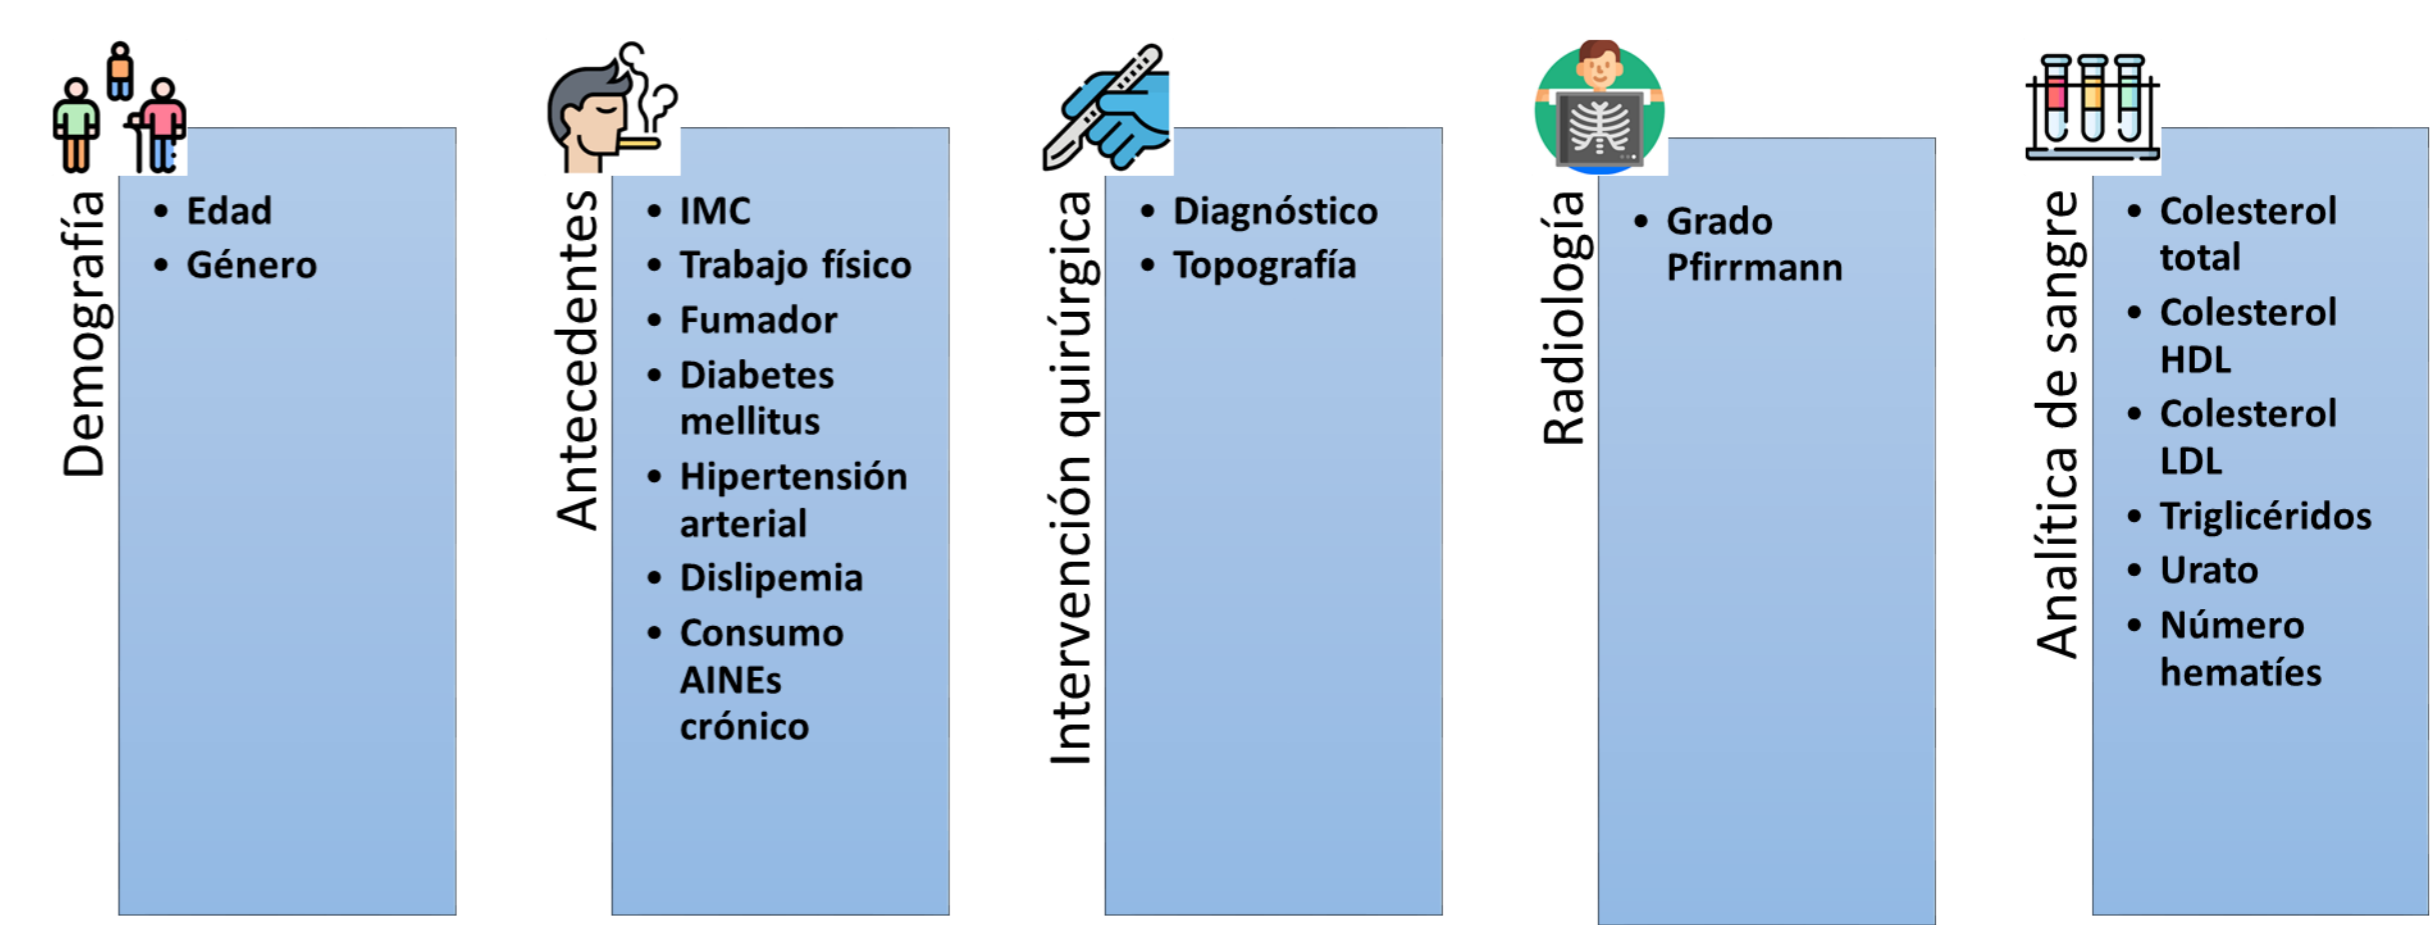 Demografía
• Edad
• Género
Antecedentes
• IMC
• Trabajo físico
• Fumador
• Diabetes
mellitus
• Hipertensión
arterial
• Dislipemia
• Consumo
AINEs
crónico
Intervención quirúrgica
• Diagnóstico
• Topografía
Radiología
• Grado
Pfirrmann
Analítica de sangre
• Colesterol
total
• Colesterol
HDL
• Colesterol
LDL
• Triglicéridos
• Urato
• Número
hematíes